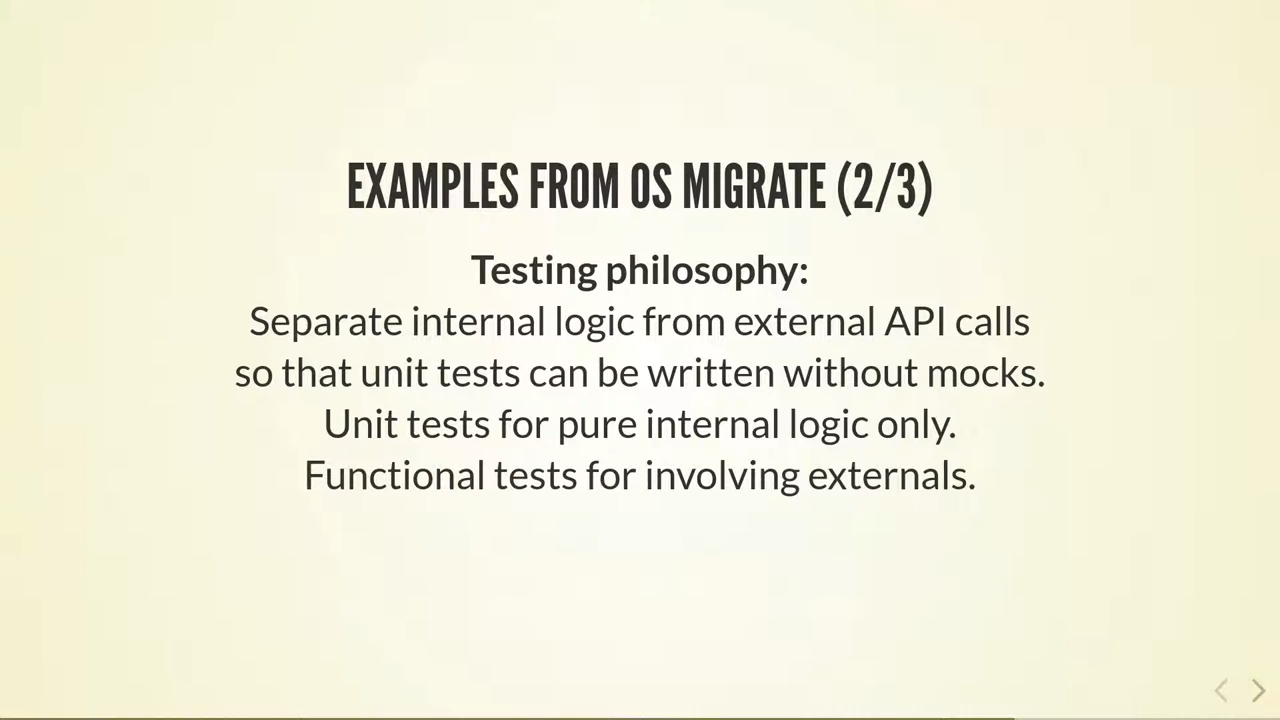 EXAMPLES FROM OS MIGRATE (2/3)
Testing philosophy:
Separate internal logic from external API calls
so that unit tests can be written without mocks.
Unit tests for pure internal logic only.
Functional tests for involving externals.